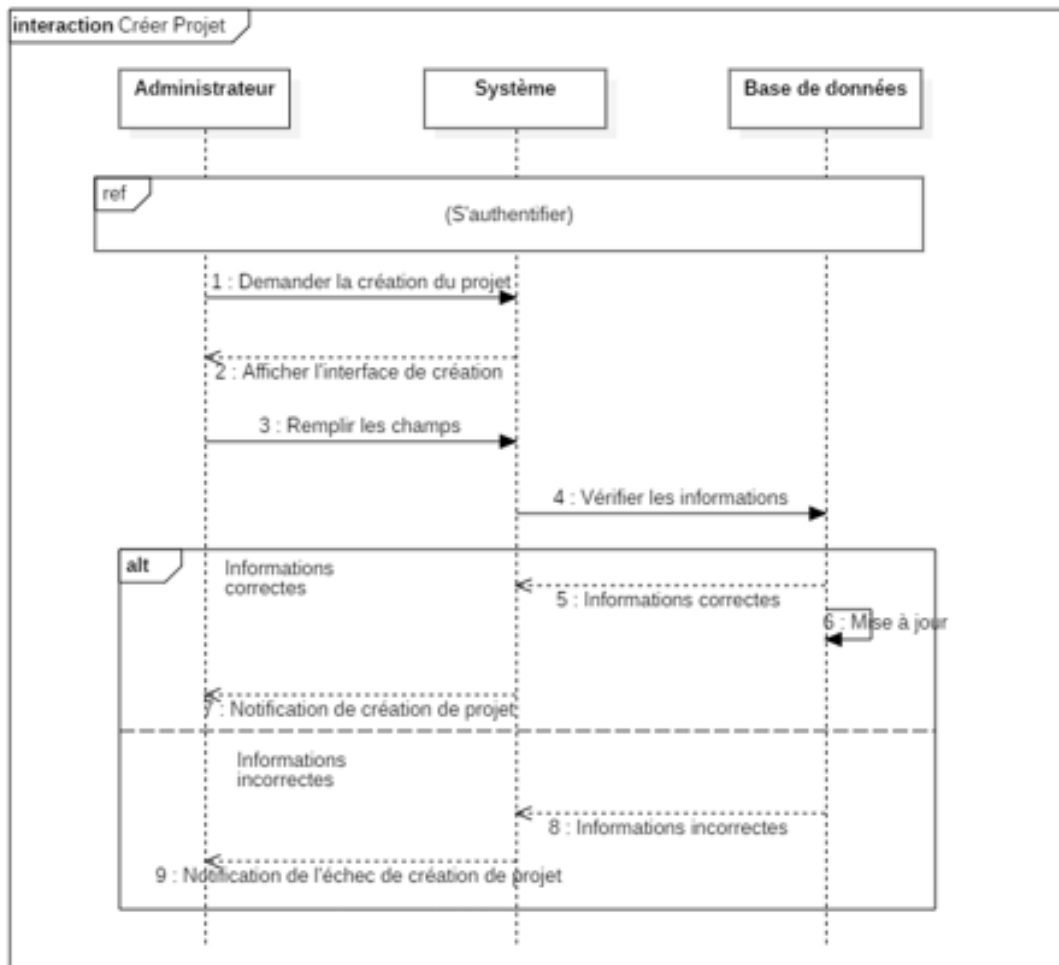 interaction Créer Projet
Administrateur
Système
Base de données
ref
(S'authentifier)
1 : Demander la création du projet
2 : Afficher l'interface de création
3 : Remplir les champs
4 : Vérifier les informations
alt
Informations
correctes
5 : Informations correctes
6 : Mise à jour
7 : Notification de création de projet
Informations
incorrectes
8 : Informations incorrectes
9 : Notification de l'échec de création de projet